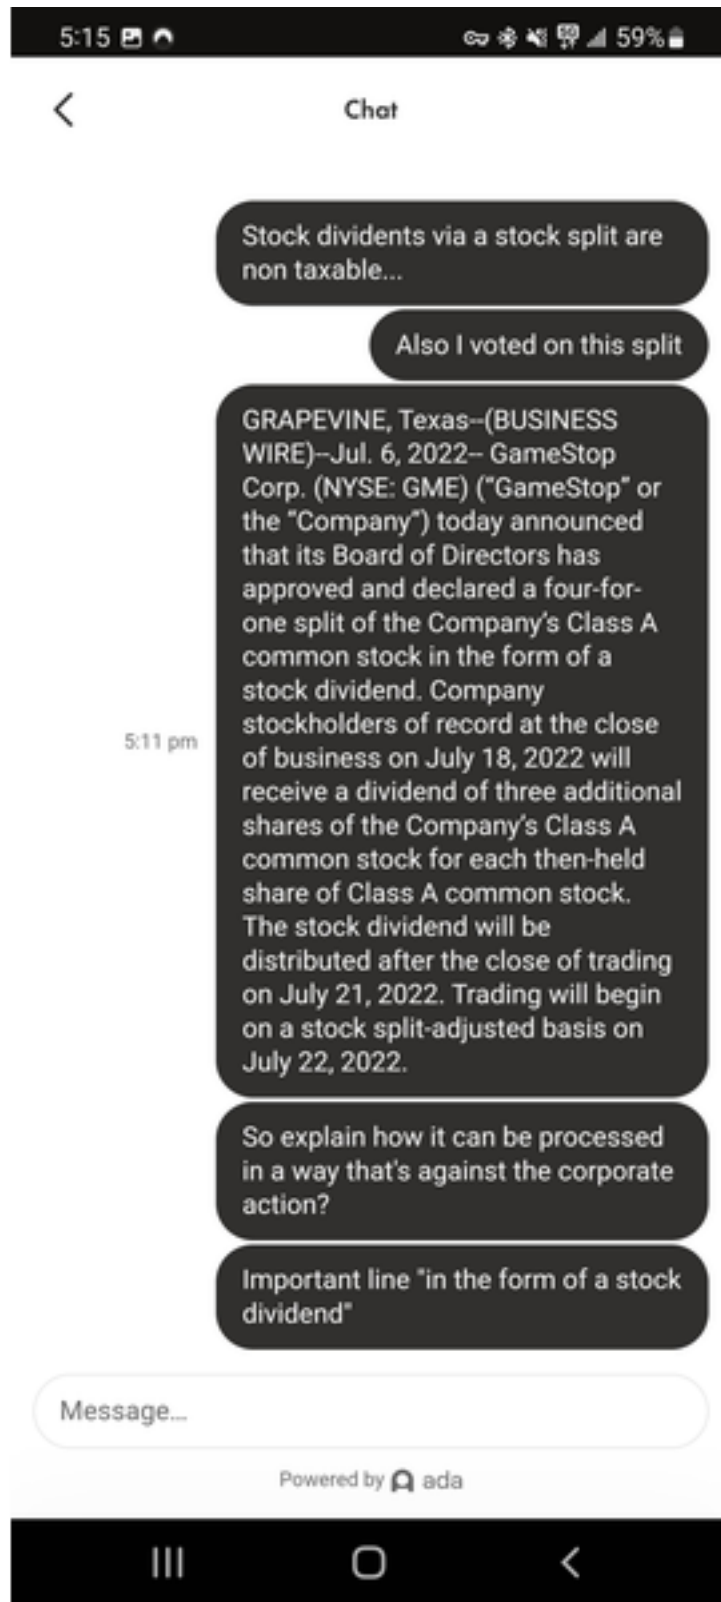 5:15
59%
Chat
Stock dividents via a stock split are
non taxable...
Also I voted on this split
GRAPEVINE, Texas--(BUSINESS
WIRE)--Jul. 6, 2022-- GameStop
Corp. (NYSE: GME) (“GameStop” or
the “Company”) today announced
that its Board of Directors has
approved and declared a four-for-
one split of the Company’s Class A
common stock in the form of a
stock dividend. Company
stockholders of record at the close
of business on July 18, 2022 will
receive a dividend of three additional
shares of the Company’s Class A
common stock for each then-held
share of Class A common stock.
The stock dividend will be
distributed after the close of trading
on July 21, 2022. Trading will begin
on a stock split-adjusted basis on
July 22, 2022.
5:11 pm
So explain how it can be processed
in a way that's against the corporate
action?
Important line "in the form of a stock
dividend"
Message...
Powered by ada